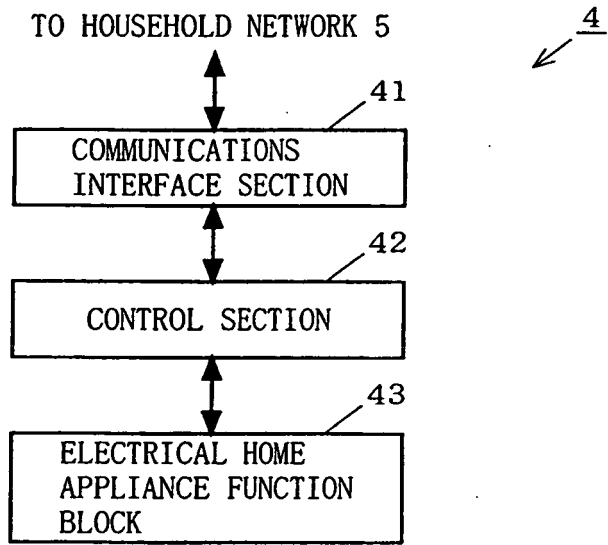 TO HOUSEHOLD NETWORK 5
4
41
COMMUNICATIONS
INTERFACE SECTION
42
CONTROL SECTION
43
ELECTRICAL HOME
APPLIANCE FUNCTION
BLOCK